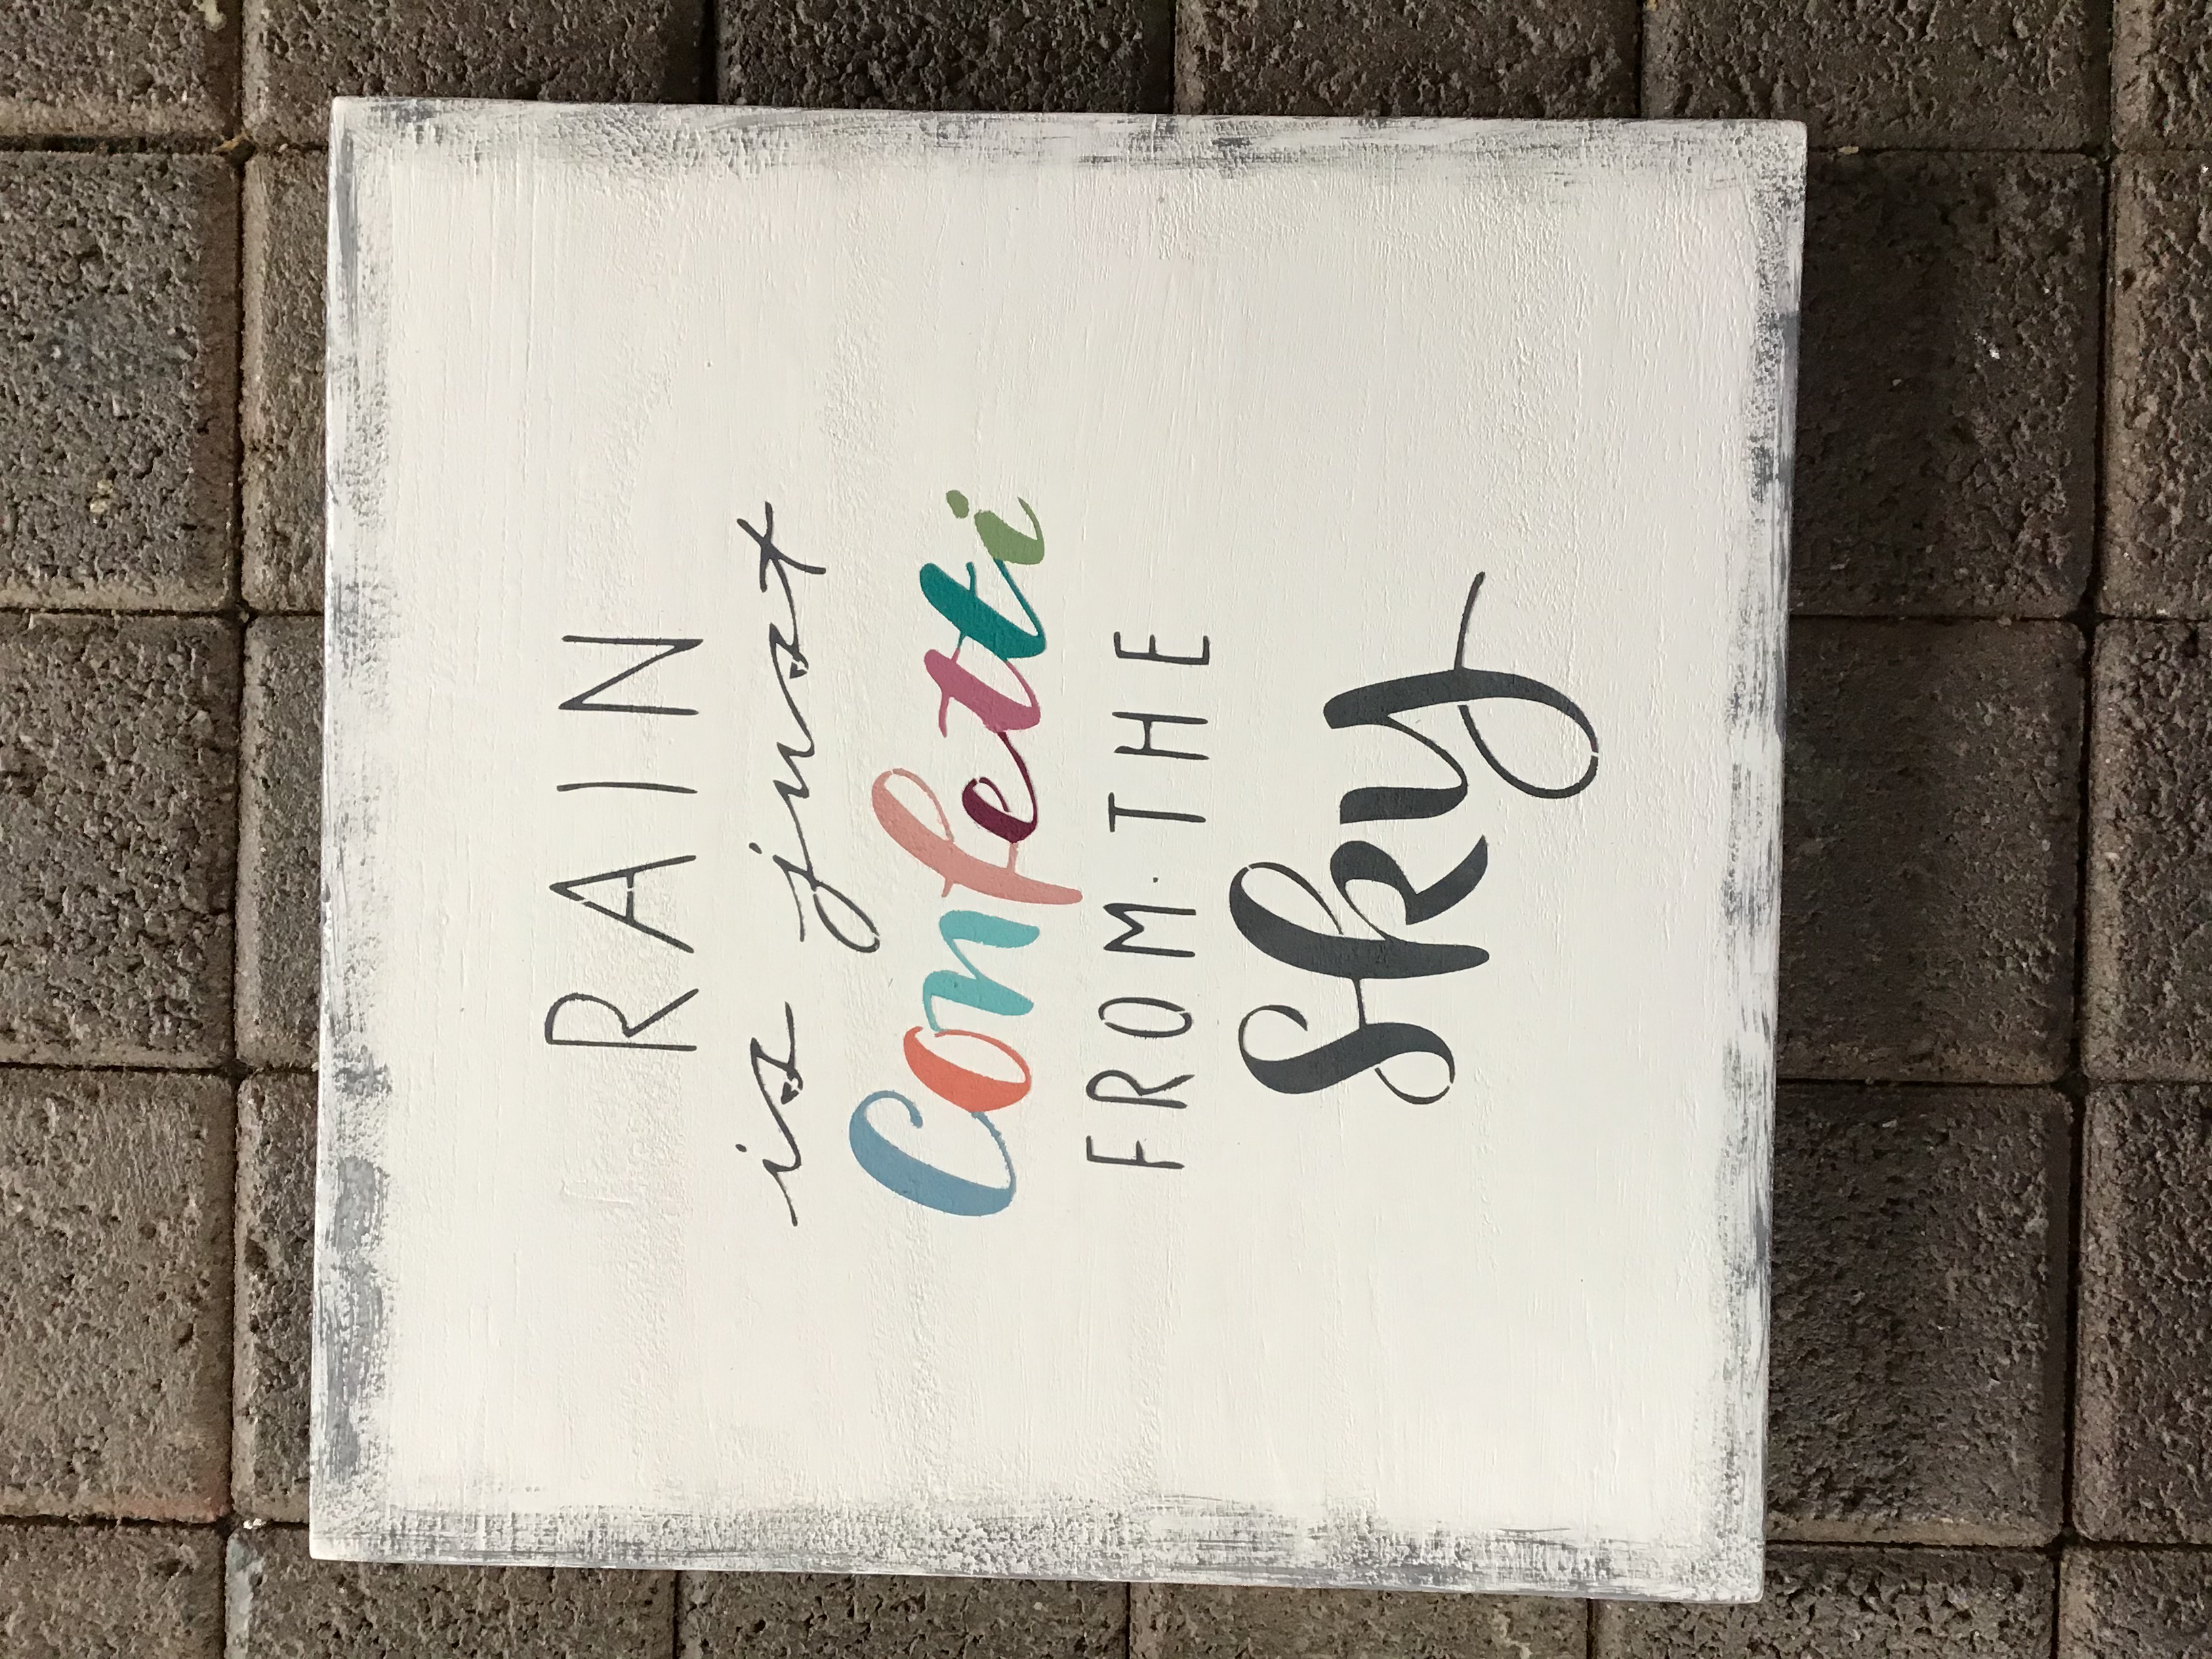 RAIN
is just
Confetti
FROM THE
Sky